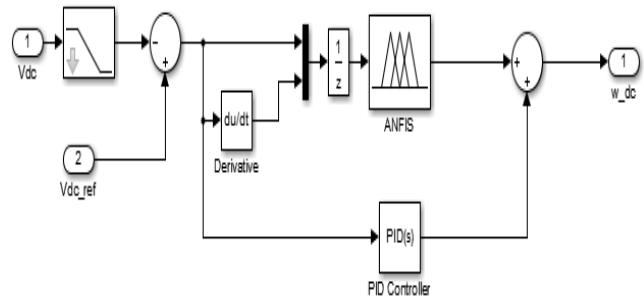 1
Vdc
-
+
2
Vdc_ref
du/dt
Derivative
1
z
ANFIS
PID(s)
PID Controller
+
+
1
w_dc